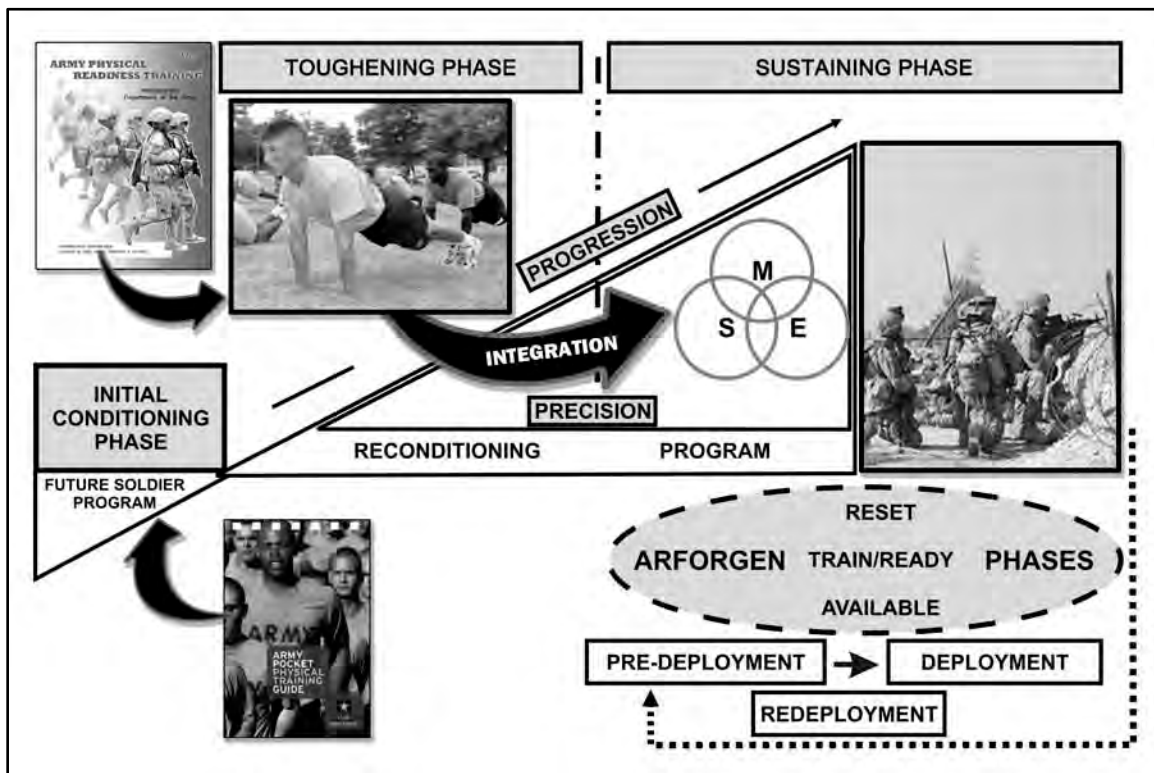 ARMY PHYSICAL
READINESS TRAINING
TOUGHENING PHASE
SUSTAINING PHASE
PROGRESSION
M
S
E
INTEGRATION
PRECISION
INITIAL
CONDITIONING
PHASE
RECONDITIONING
PROGRAM
FUTURE SOLDIER
PROGRAM
ARMY
ARMY
POCKET
PHYSICAL
TRAINING
GUIDE
RESET
ARFORGEN
TRAIN/READY
PHASES
AVAILABLE
PRE-DEPLOYMENT
DEPLOYMENT
REDEPLOYMENT